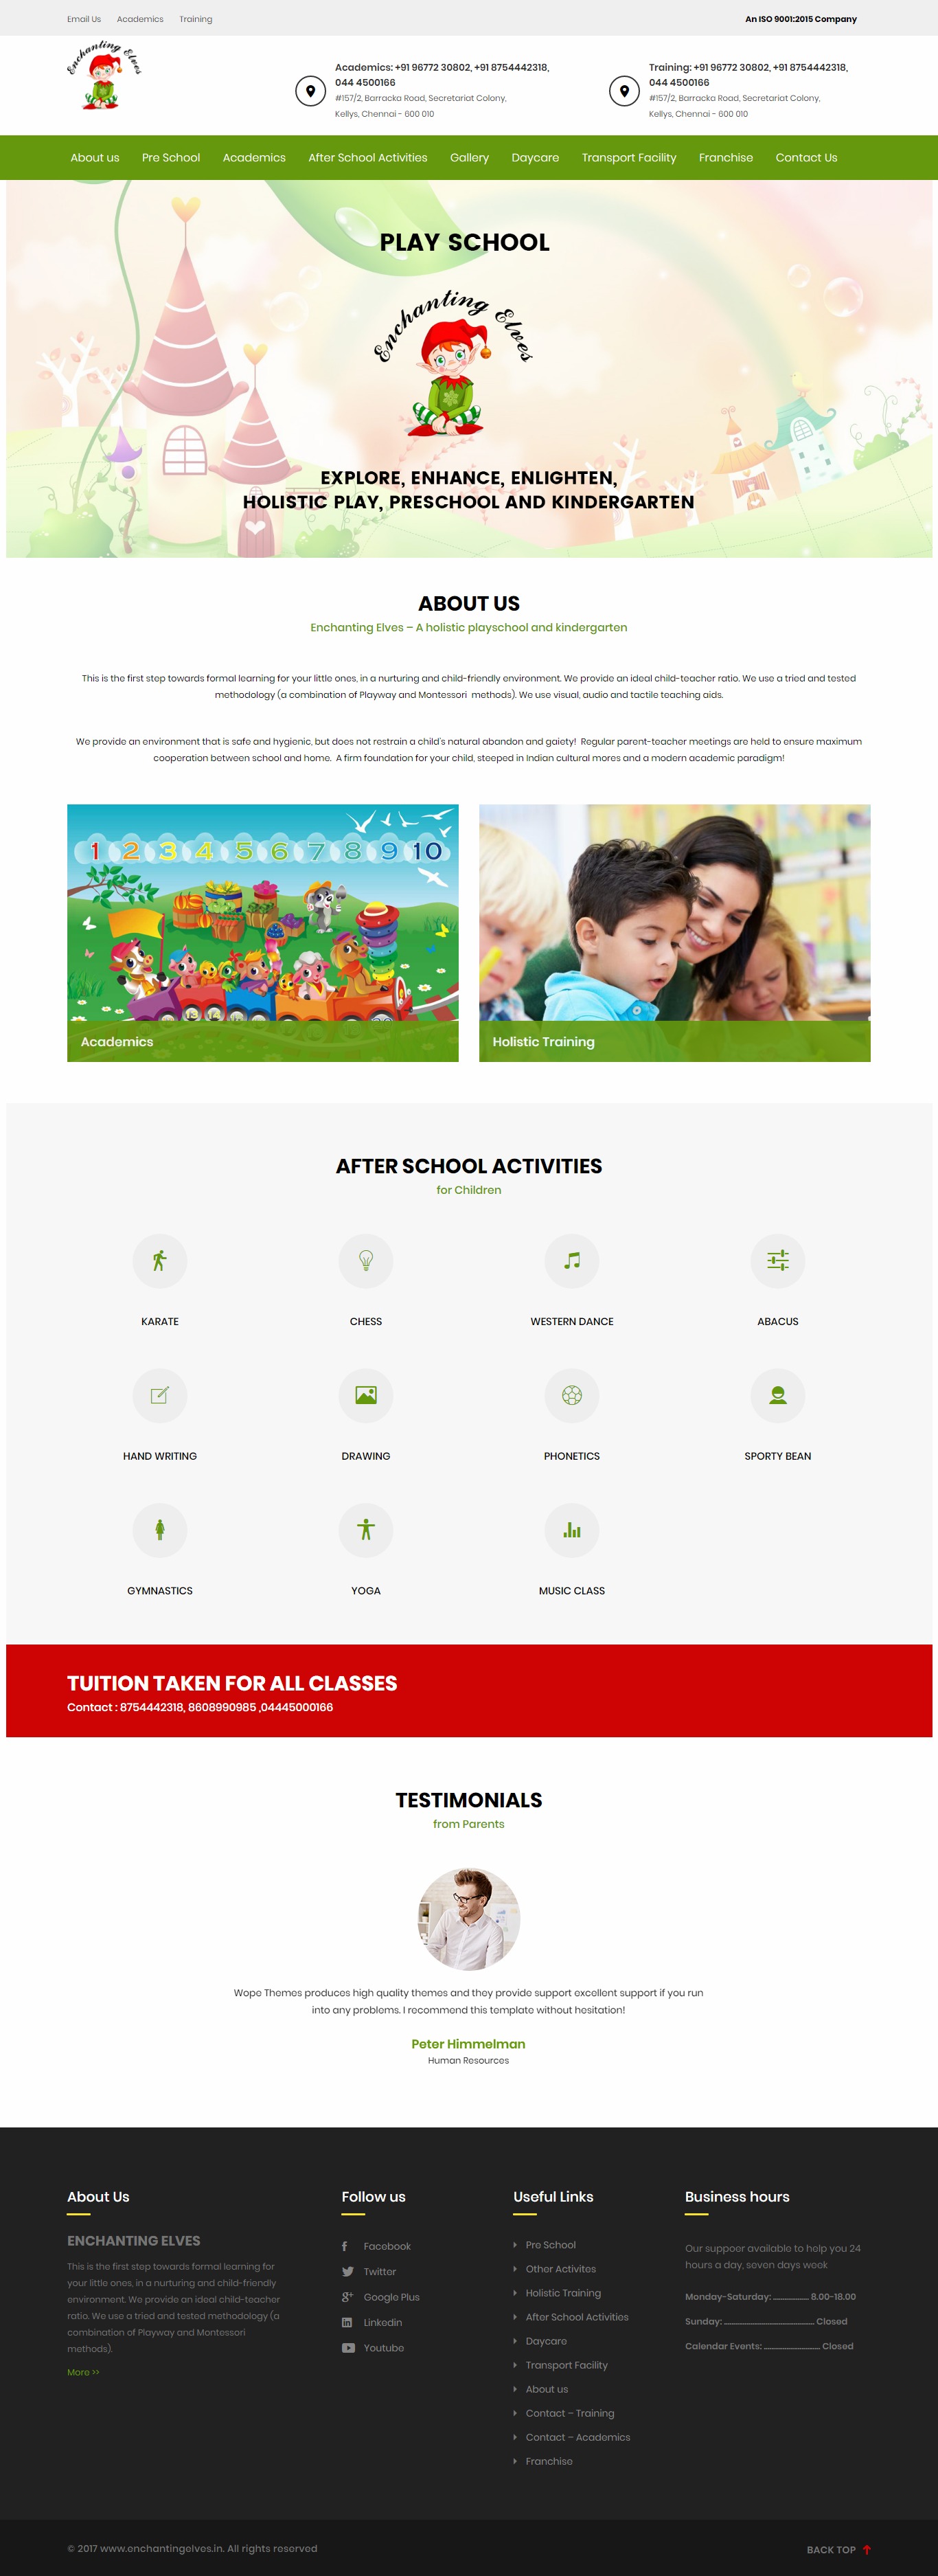 Email Us Academics Training An ISO 9001:2015 Company
Enchanting Elves
Academics: +91 96772 30802, +91 8754442318,
044 4500166
#157/2, Barracka Road, Secretariat Colony,
Kellys, Chennai - 600 010
Training: +91 96772 30802, +91 8754442318,
044 4500166
#157/2, Barracka Road, Secretariat Colony,
Kellys, Chennai - 600 010
About us Pre School Academics After School Activities Gallery Daycare Transport Facility Franchise Contact Us
PLAY SCHOOL
Enchanting Elves
EXPLORE, ENHANCE, ENLIGHTEN,
HOLISTIC PLAY, PRESCHOOL AND KINDERGARTEN
ABOUT US
Enchanting Elves – A holistic playschool and kindergarten
This is the first step towards formal learning for your little ones, in a nurturing and child-friendly environment. We provide an ideal child-teacher ratio. We use a tried and tested
methodology (a combination of Playway and Montessori methods). We use visual, audio and tactile teaching aids.
We provide an environment that is safe and hygienic, but does not restrain a child's natural abandon and gaiety! Regular parent-teacher meetings are held to ensure maximum
cooperation between school and home. A firm foundation for your child, steeped in Indian cultural mores and a modern academic paradigm!
1 2 3 4 5 6 7 8 9 10
13 14
Academics
Holistic Training
AFTER SCHOOL ACTIVITIES
for Children
KARATE CHESS WESTERN DANCE ABACUS
HAND WRITING DRAWING PHONETICS SPORTY BEAN
GYMNASTICS YOGA MUSIC CLASS
TUITION TAKEN FOR ALL CLASSES
Contact : 8754442318, 8608990985 ,04445000166
TESTIMONIALS
from Parents
Wope Themes produces high quality themes and they provide support excellent support if you run
into any problems. I recommend this template without hesitation!
Peter Himmelman
Human Resources
About Us
ENCHANTING ELVES
This is the first step towards formal learning for
your little ones, in a nurturing and child-friendly
environment. We provide an ideal child-teacher
ratio. We use a tried and tested methodology (a
combination of Playway and Montessori
methods).
More >>
Follow us
Facebook
Twitter
Google Plus
Linkedin
Youtube
Useful Links
Pre School
Other Activites
Holistic Training
After School Activities
Daycare
Transport Facility
About us
Contact – Training
Contact – Academics
Franchise
Business hours
Our suppoer available to help you 24
hours a day, seven days week
Monday-Saturday: .................. 8.00-18.00
Sunday: ............................................. Closed
Calendar Events: ............................ Closed
© 2017 www.enchantingelves.in. All rights reserved
BACK TOP